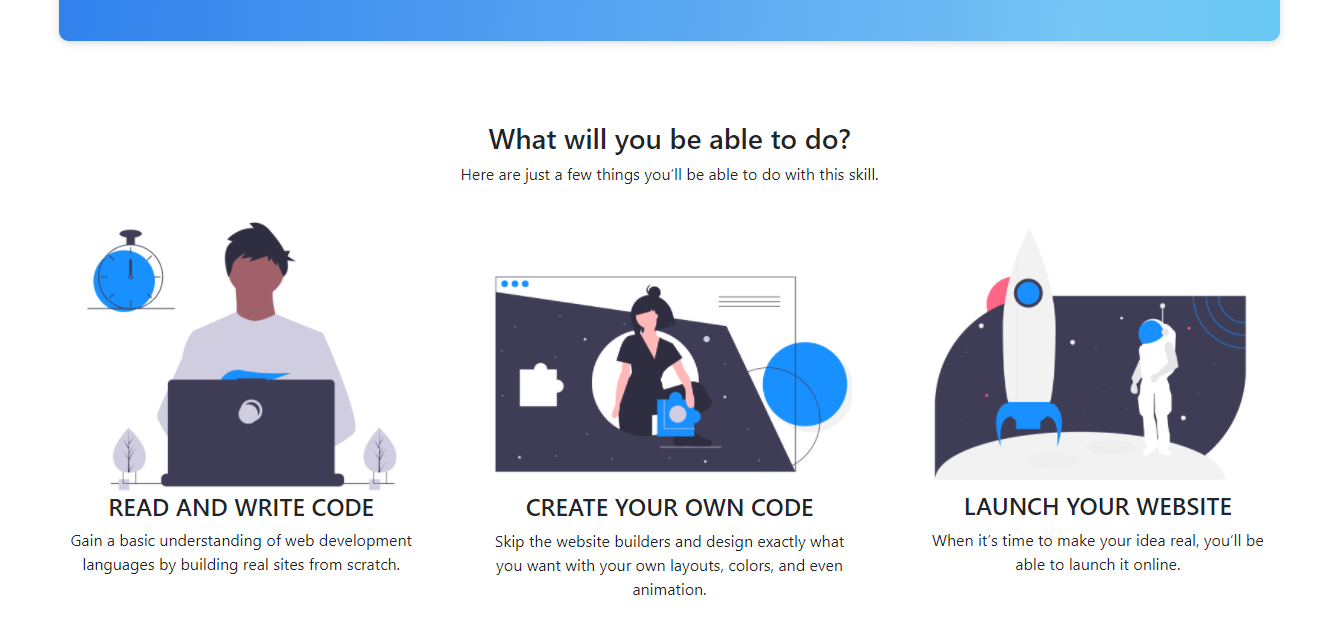 What will you be able to do?
Here are just a few things you'll be able to do with this skill.
READ AND WRITE CODE
Gain a basic understanding of web development
languages by building real sites from scratch.
CREATE YOUR OWN CODE
Skip the website builders and design exactly what
you want with your own layouts, colors, and even
animation.
LAUNCH YOUR WEBSITE
When it's time to make your idea real, you'll be
able to launch it online.